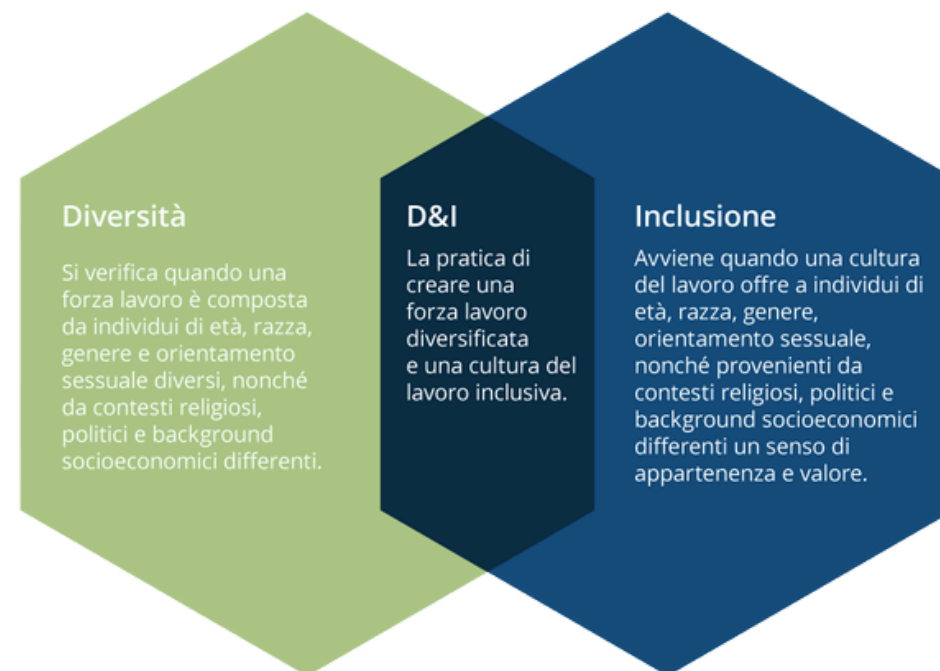 Diversità
Si verifica quando una
forza lavoro è composta
da individui di età, razza,
genere e orientamento
sessuale diversi, nonché
da contesti religiosi,
politici e background
socioeconomici differenti.
D&I
La pratica di
creare una
forza lavoro
diversificata
e una cultura del
lavoro inclusiva.
Inclusione
Avviene quando una cultura
del lavoro offre a individui di
età, razza, genere,
orientamento sessuale,
nonché provenienti da
contesti religiosi, politici e
background socioeconomici
differenti un senso di
appartenenza e valore.